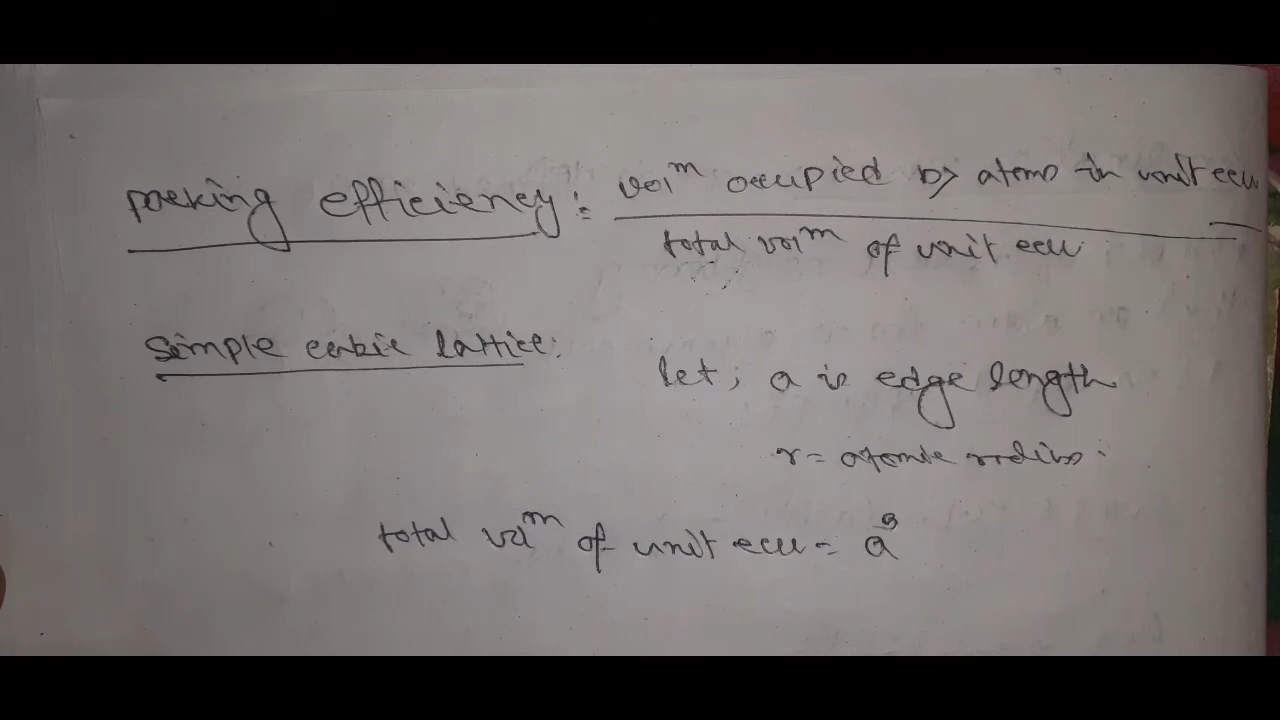 packing efficiency: volᵐ occupied by atoms in unit cell
total volᵐ of unit cell
Simple cubic lattice:
let, a is edge length
r = atomic radius.
total volᵐ of unit cell = a³